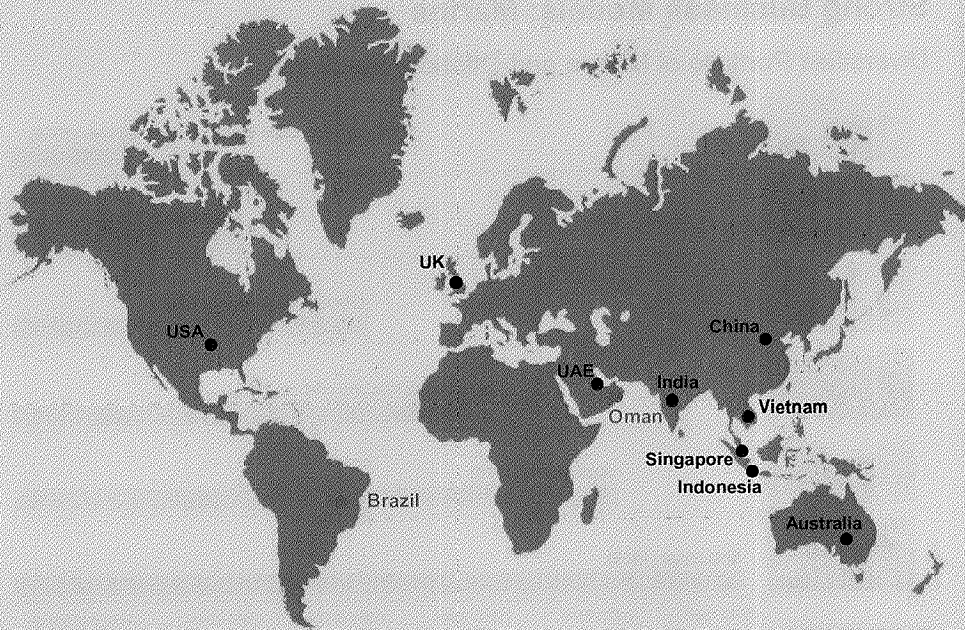 UK
USA
China
UAE
India
Oman
Vietnam
Singapore
Indonesia
Brazil
Australia